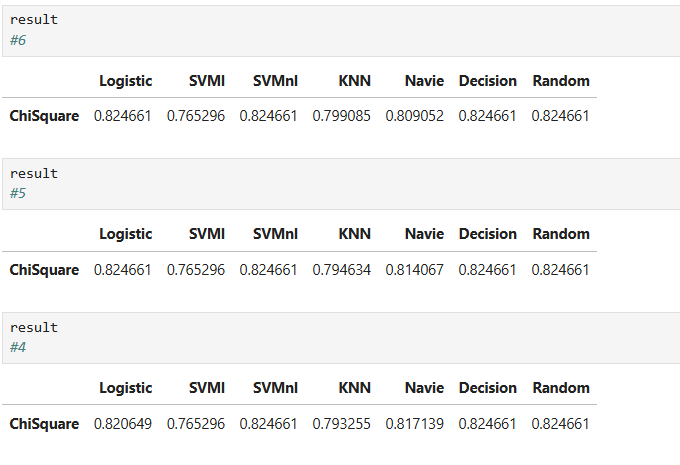 result
#6
Logistic SVMl SVMnl KNN Navie Decision Random
ChiSquare 0.824661 0.765296 0.824661 0.799085 0.809052 0.824661 0.824661
result
#5
Logistic SVMl SVMnl KNN Navie Decision Random
ChiSquare 0.824661 0.765296 0.824661 0.794634 0.814067 0.824661 0.824661
result
#4
Logistic SVMl SVMnl KNN Navie Decision Random
ChiSquare 0.820649 0.765296 0.824661 0.793255 0.817139 0.824661 0.824661